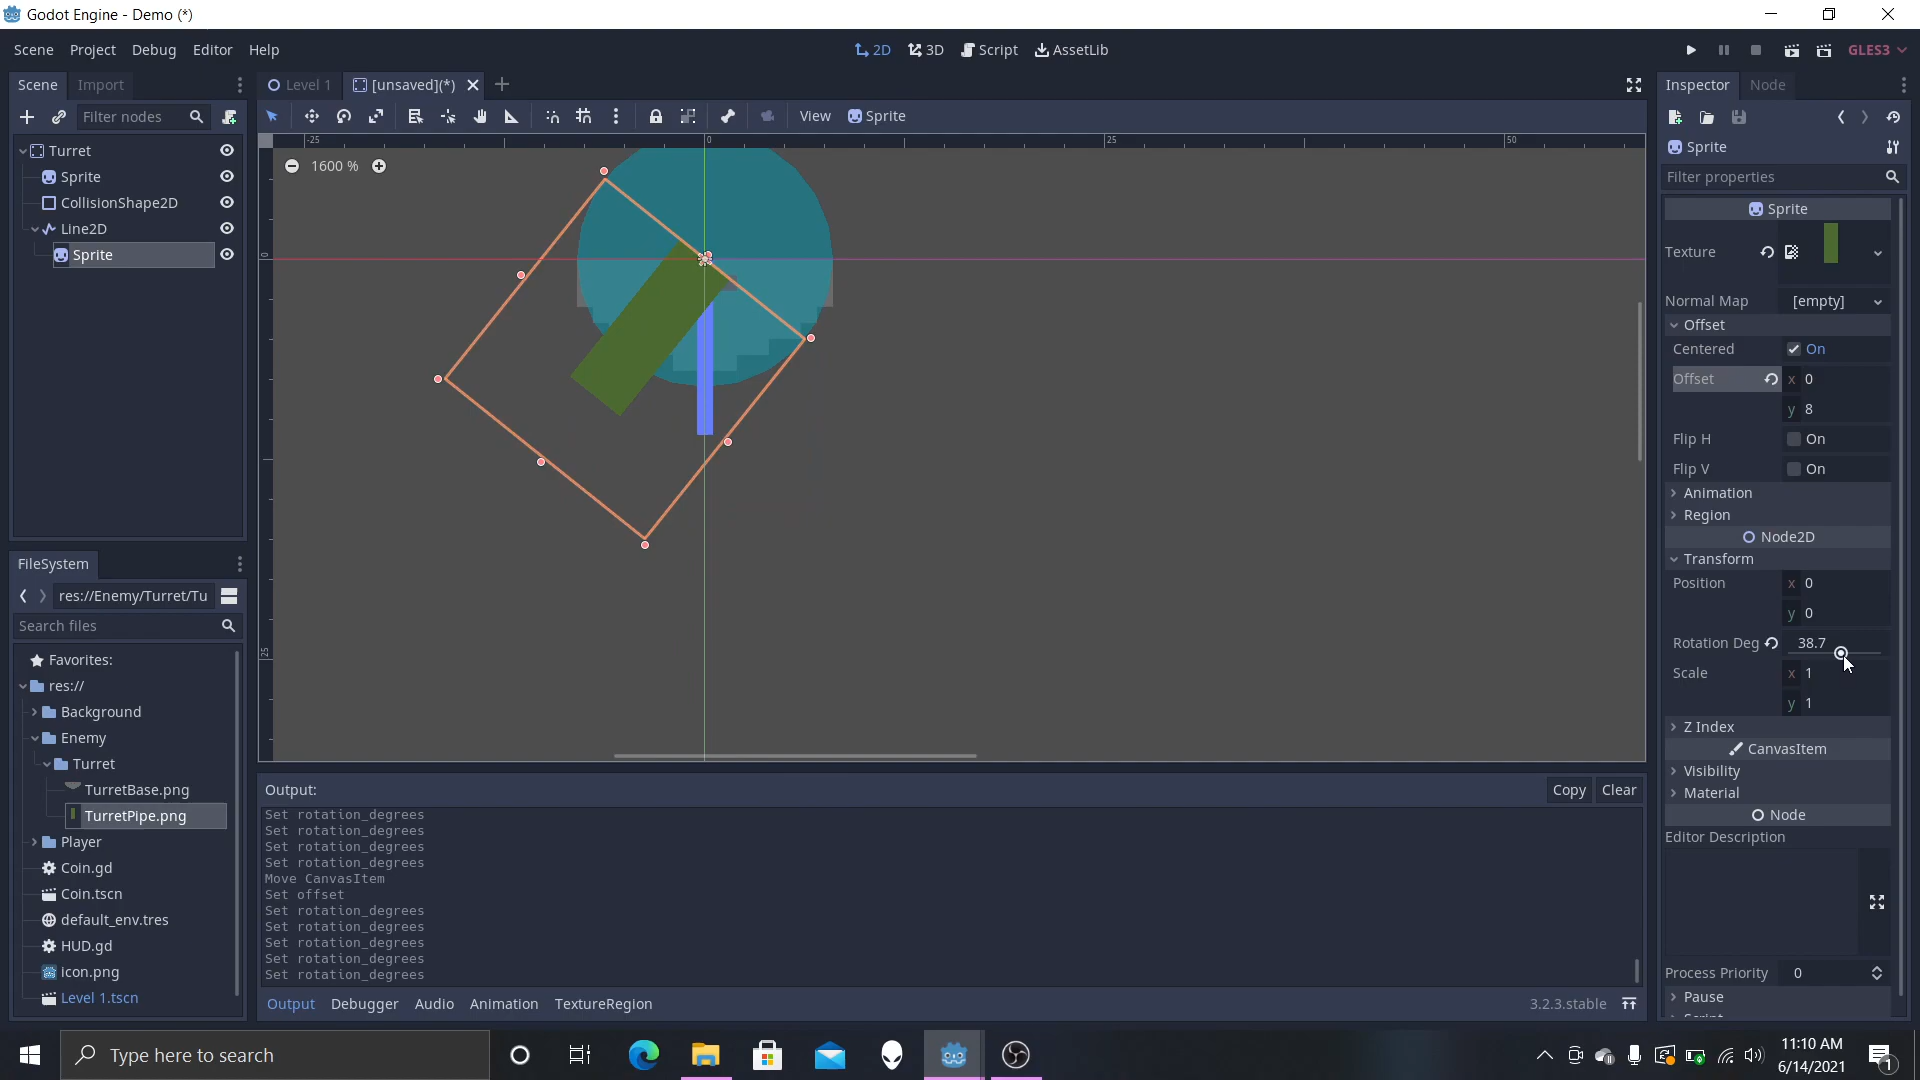 Godot Engine - Demo (*)
Scene Project Debug Editor Help
2D 3D Script AssetLib
GLES3
Scene Import
Level 1 [unsaved](*)
Inspector Node
Filter nodes
View Sprite
-25 0 25 50
1600 %
Turret
Sprite
CollisionShape2D
Line2D
Sprite
0
25
Sprite
Filter properties
Sprite
Texture
Normal Map [empty]
Offset
Centered On
Offset x 0
y 8
Flip H On
Flip V On
Animation
Region
Node2D
Transform
Position x 0
y 0
Rotation Deg 38.7
Scale x 1
y 1
Z Index
CanvasItem
Visibility
Material
Node
Editor Description
Process Priority 0
Pause
FileSystem
res://Enemy/Turret/Tu
Search files
Favorites:
res://
Background
Enemy
Turret
TurretBase.png
TurretPipe.png
Player
Coin.gd
Coin.tscn
default_env.tres
HUD.gd
icon.png
Level 1.tscn
Output: Copy Clear
Set rotation_degrees
Set rotation_degrees
Set rotation_degrees
Set rotation_degrees
Move CanvasItem
Set offset
Set rotation_degrees
Set rotation_degrees
Set rotation_degrees
Set rotation_degrees
Set rotation_degrees
Output Debugger Audio Animation TextureRegion
3.2.3.stable
Type here to search
11:10 AM
6/14/2021
1